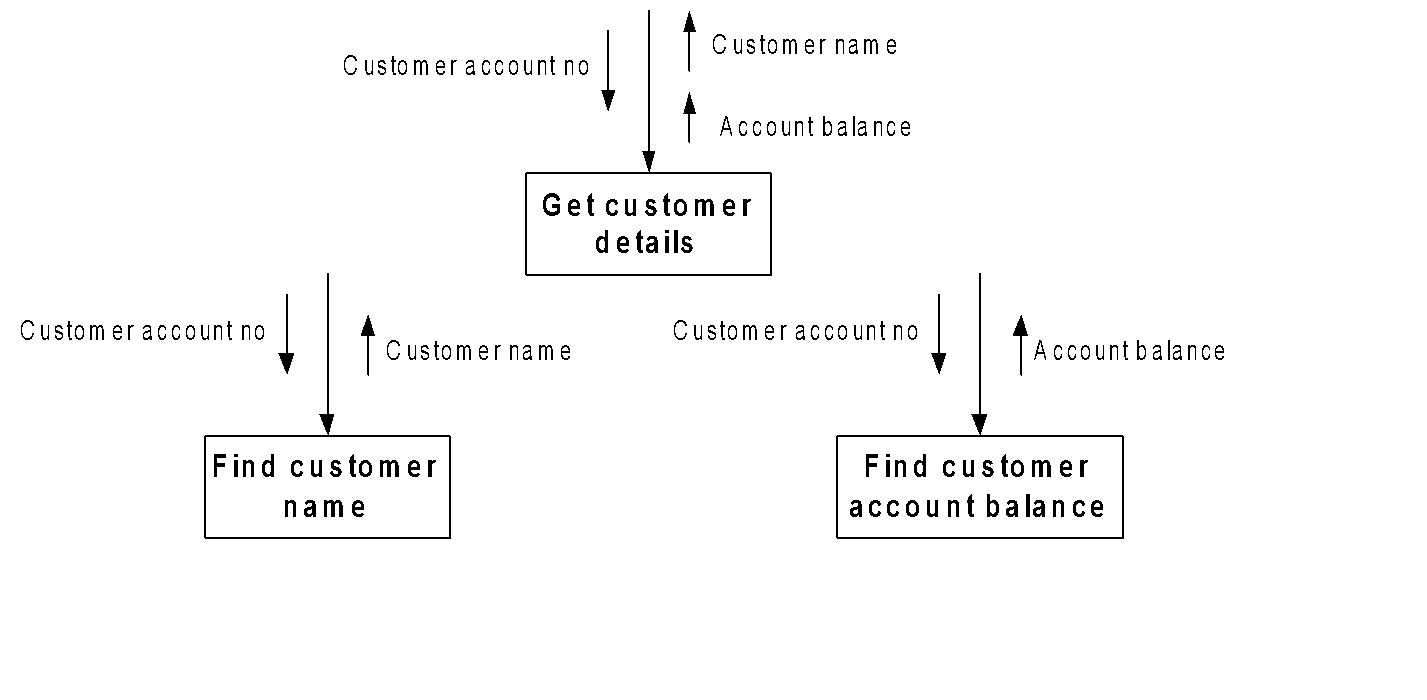 Customer name
Customer account no
Account balance
Get customer
details
Customer account no
Customer name
Customer account no
Account balance
Find customer
name
Find customer
account balance